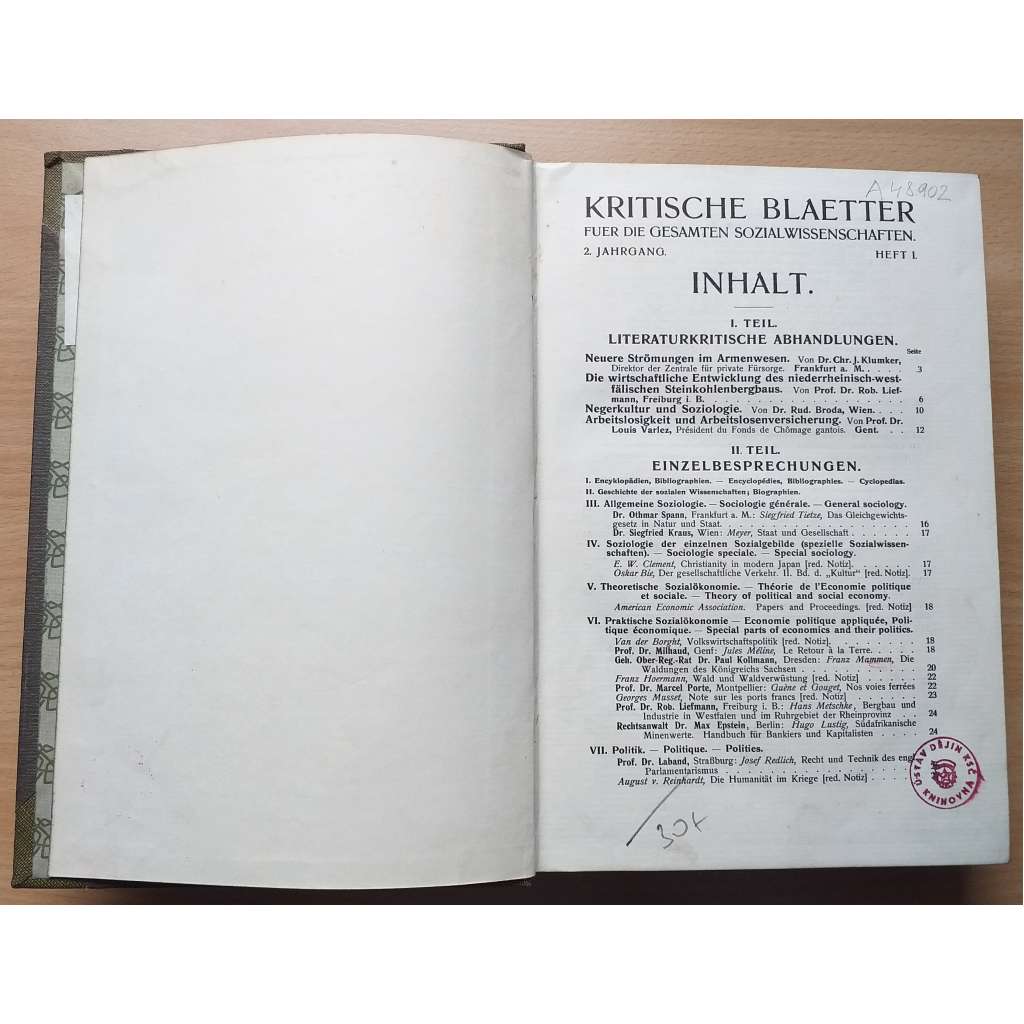 A 48.902
KRITISCHE BLAETTER
FUER DIE GESAMTEN SOZIALWISSENSCHAFTEN.
2. JAHRGANG. HEFT 1.
INHALT.
I. TEIL.
LITERATURKRITISCHE ABHANDLUNGEN.
Seite
Neuere Strömungen im Armenwesen. Von Dr. Chr. J. Klumker,
Direktor der Zentrale für private Fürsorge. Frankfurt a. M. . . . . 3
Die wirtschaftliche Entwicklung des niederrheinisch-west-
fälischen Steinkohlenbergbaus. Von Prof. Dr. Rob. Lief-
mann, Freiburg i. B. . . . . . . . . . . . . . . . . . . . 6
Negerkultur und Soziologie. Von Dr. Rud. Broda, Wien. . . . 10
Arbeitslosigkeit und Arbeitslosenversicherung. Von Prof. Dr.
Louis Varlez, Président du Fonds de Chômage gantois. Gent. . . 12
II. TEIL.
EINZELBESPRECHUNGEN.
I. Encyklopädien, Bibliographien. — Encyclopédies, Bibliographies. — Cyclopedias.
II. Geschichte der sozialen Wissenschaften; Biographien.
III. Allgemeine Soziologie. — Sociologie générale. — General sociology.
Dr. Othmar Spann, Frankfurt a. M.: Siegfried Tietze, Das Gleichgewichts-
gesetz in Natur und Staat. . . . . . . . . . . . . . . . . 16
Dr. Siegfried Kraus, Wien: Meyer, Staat und Gesellschaft . . . . 17
IV. Soziologie der einzelnen Sozialgebilde (spezielle Sozialwissen-
schaften). — Sociologie speciale. — Special sociology.
E. W. Clement, Christianity in modern Japan [red. Notiz]. . . . . 17
Oskar Bie, Der gesellschaftliche Verkehr. II. Bd. d. „Kultur" [red. Notiz]. 17
V. Theoretische Sozialökonomie. — Théorie de l'Economie politique
et sociale. — Theory of political and social economy.
American Economic Association. Papers and Proceedings. [red. Notiz] 18
VI. Praktische Sozialökonomie — Economie politique appliquée, Poli-
tique économique. — Special parts of economics and their politics.
Van der Borght, Volkswirtschaftspolitik [red. Notiz]. . . . . . . 18
Prof. Dr. Milhaud, Genf: Jules Méline, Le Retour à la Terre. . . . 18
Geh. Ober-Reg.-Rat Dr. Paul Kollmann, Dresden: Franz Mammen, Die
Waldungen des Königreichs Sachsen . . . . . . . . . . . 20
Franz Hoermann, Wald und Waldverwüstung [red. Notiz] . . . . 22
Prof. Dr. Marcel Porte, Montpellier: Guène et Gouget, Nos voies ferrées 22
Georges Musset, Note sur les ports francs [red. Notiz] . . . . . 23
Prof. Dr. Rob. Liefmann, Freiburg i. B.: Hans Metschke, Bergbau und
Industrie in Westfalen und im Ruhrgebiet der Rheinprovinz . . . 24
Rechtsanwalt Dr. Max Epstein, Berlin: Hugo Lustig, Südafrikanische
Minenwerte. Handbuch für Bankiers und Kapitalisten . . . . 24
VII. Politik. — Politique. — Polities.
Prof. Dr. Laband, Straßburg: Josef Redlich, Recht und Technik des engl.
Parlamentarismus . . . . . . . . . . . . . . . . . .
August v. Reinhardt, Die Humanität im Kriege [red. Notiz] . . . .
ÚSTAV DĚJIN KSČ
KNIHOVNA